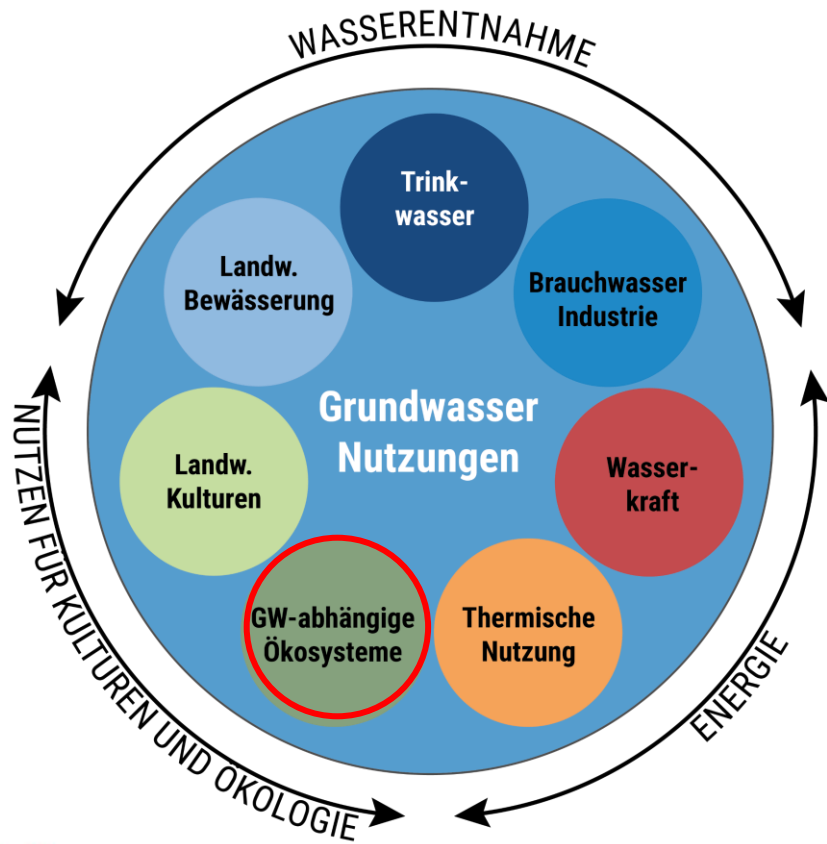 WASSERENTNAHME
Trink-
wasser
Landw.
Bewässerung
Brauchwasser
Industrie
Grundwasser
Nutzungen
Landw.
Kulturen
Wasser-
kraft
GW-abhängige
Ökosysteme
Thermische
Nutzung
NUTZEN FÜR KULTUREN UND ÖKOLOGIE
ENERGIE